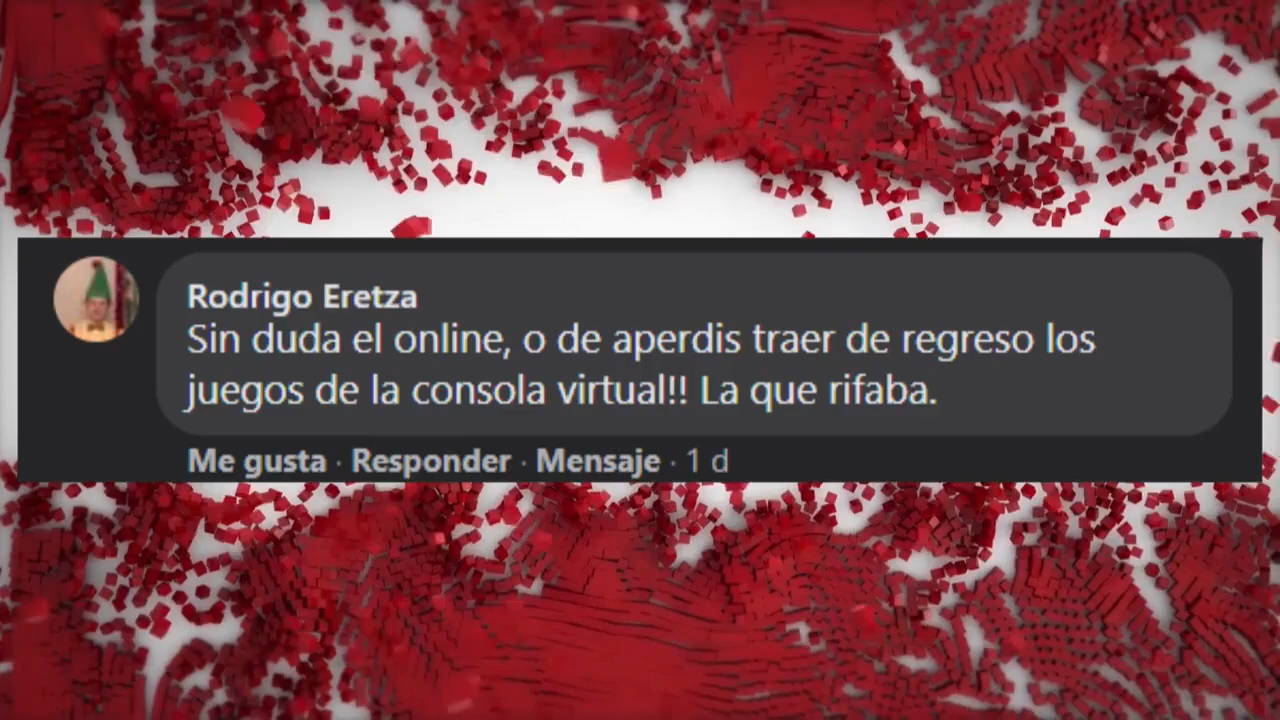 Rodrigo Eretza
Sin duda el online, o de aperdis traer de regreso los
juegos de la consola virtual!! La que rifaba.
Me gusta · Responder · Mensaje · 1 d